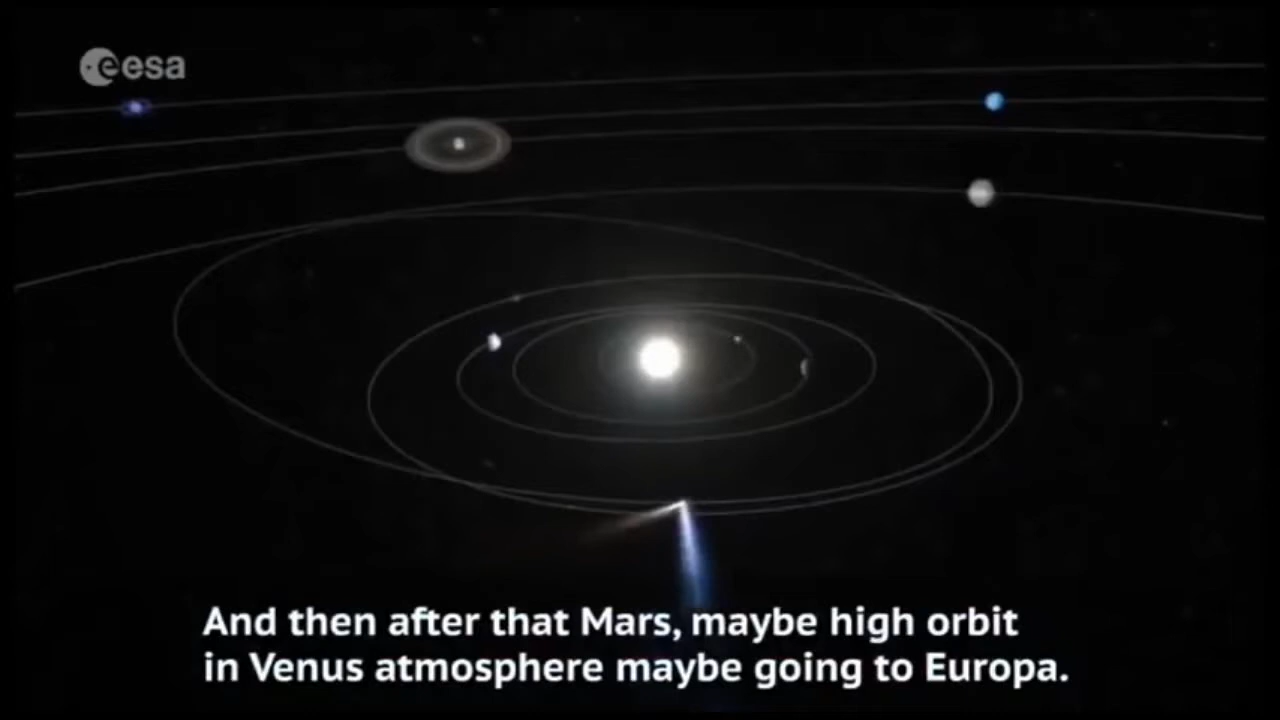 esa
And then after that Mars, maybe high orbit
in Venus atmosphere maybe going to Europa.